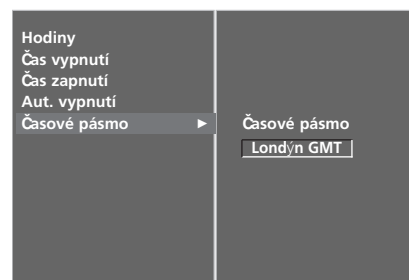 Hodiny
Čas vypnutí
Čas zapnutí
Aut. vypnutí
Časové pásmo ►
Časové pásmo
Londýn GMT